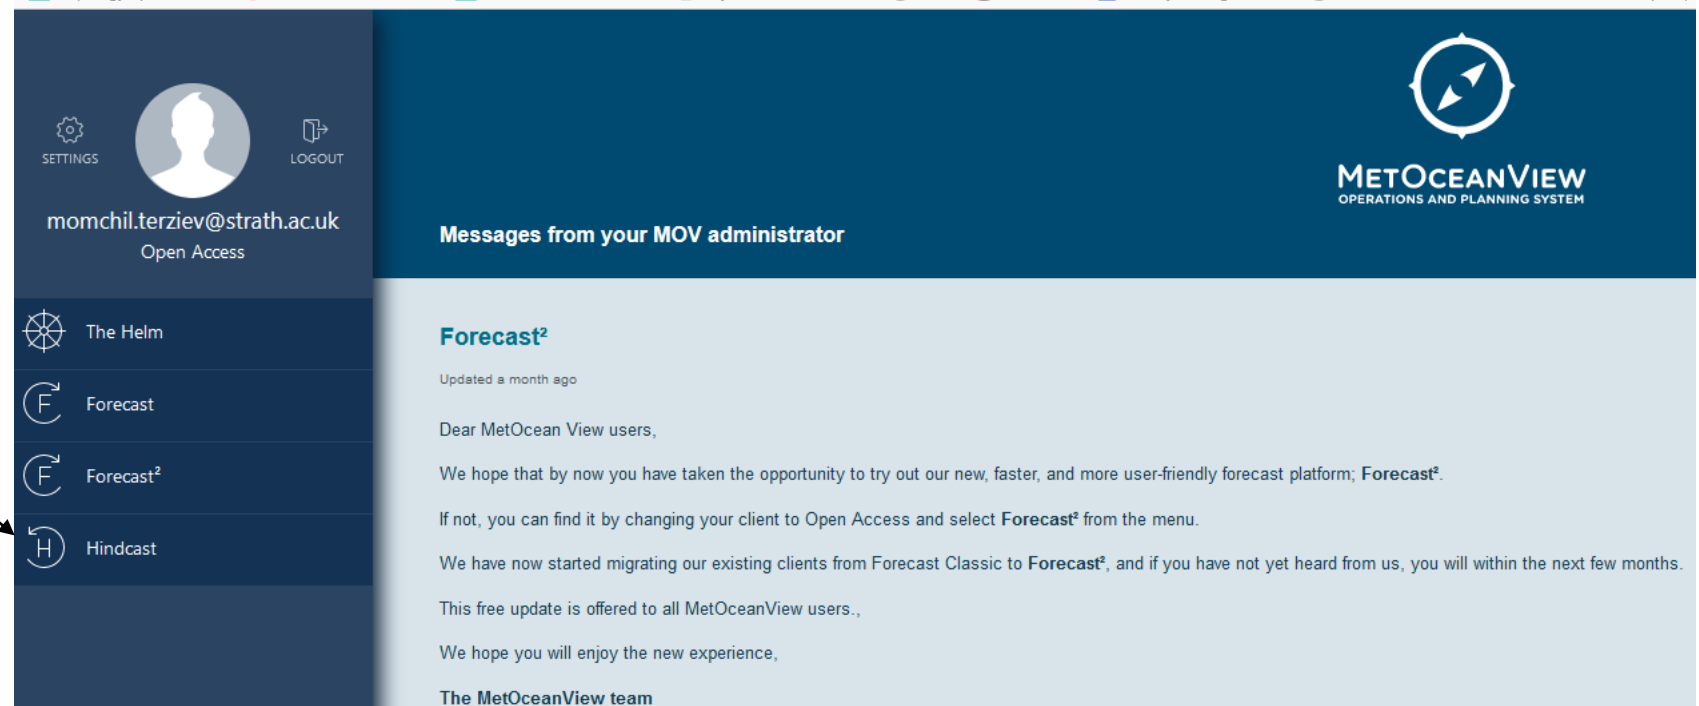 SETTINGS
LOGOUT
momchil.terziev@strath.ac.uk
Open Access
The Helm
F
Forecast
F
Forecast²
H
Hindcast
METOCEANVIEW
OPERATIONS AND PLANNING SYSTEM
Messages from your MOV administrator
Forecast²
Updated a month ago
Dear MetOcean View users,
We hope that by now you have taken the opportunity to try out our new, faster, and more user-friendly forecast platform; Forecast².
If not, you can find it by changing your client to Open Access and select Forecast² from the menu.
We have now started migrating our existing clients from Forecast Classic to Forecast², and if you have not yet heard from us, you will within the next few months.
This free update is offered to all MetOceanView users.,
We hope you will enjoy the new experience,
The MetOceanView team